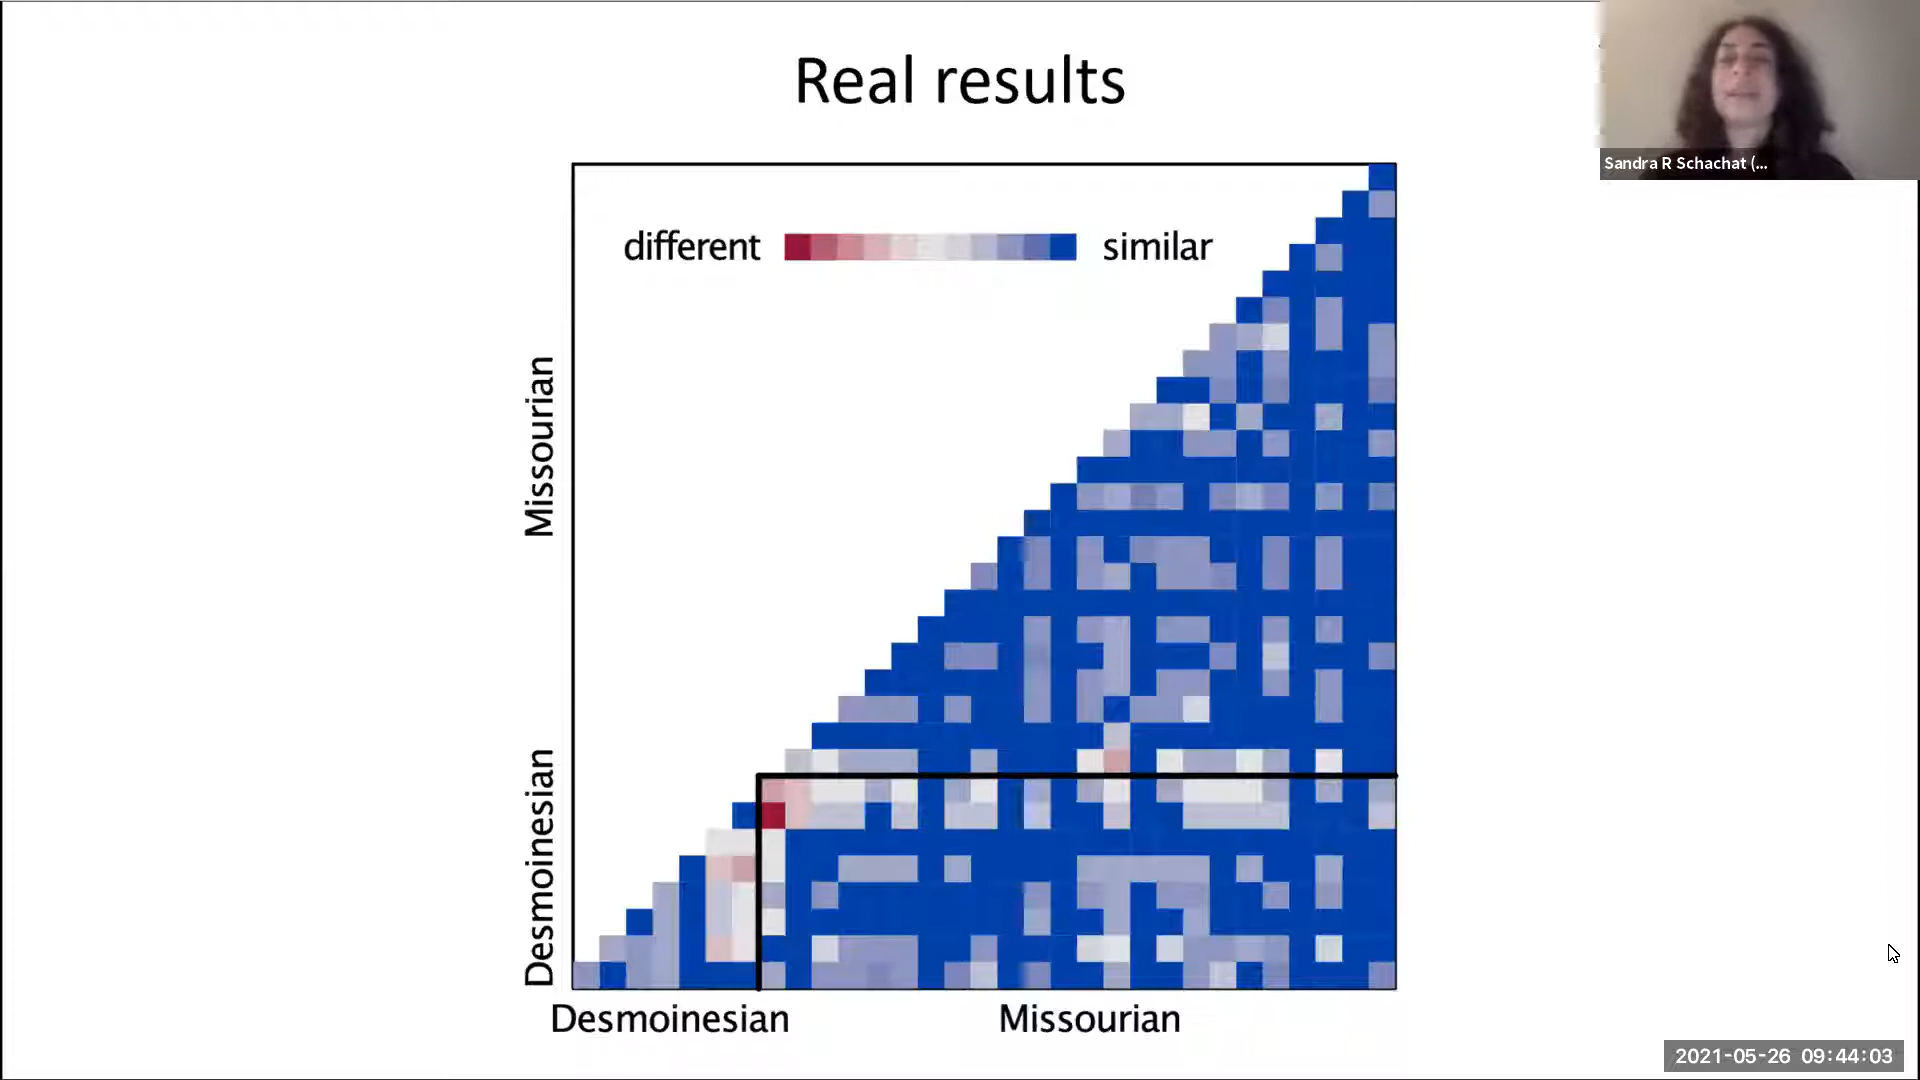 Real results
Sandra R Schachat (...
different
similar
Missourian
Desmoinesian
Desmoinesian
Missourian
2021-05-26 09:44:03